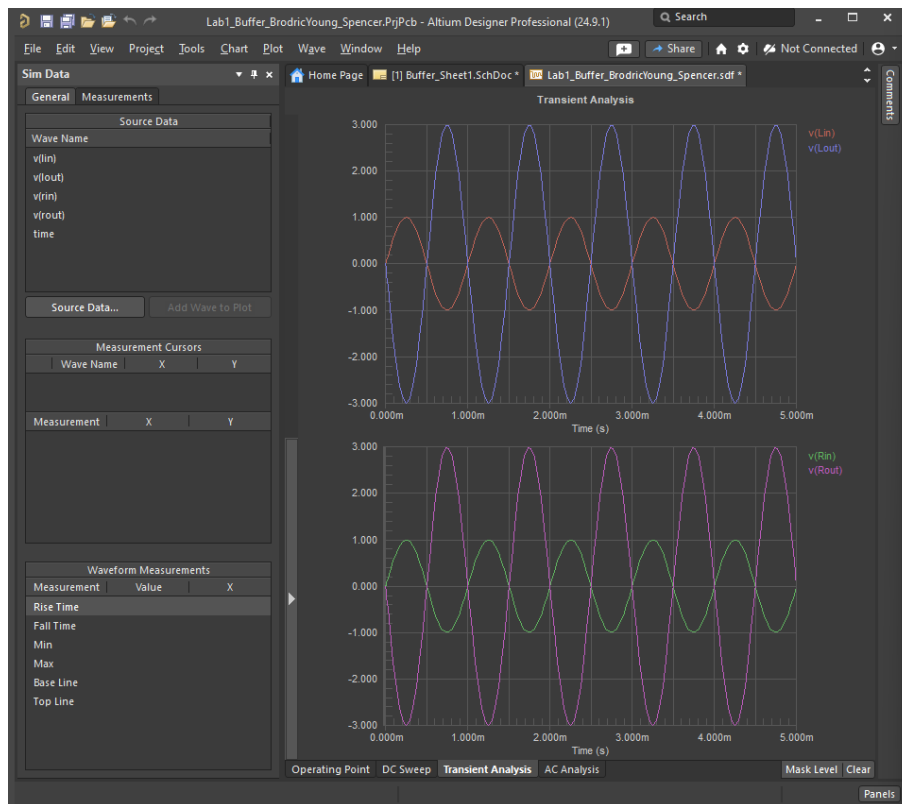 Lab1_Buffer_BrodricYoung_Spencer.PrjPcb - Altium Designer Professional (24.9.1)
Search
File Edit View Project Tools Chart Plot Wave Window Help
Share
Not Connected
Sim Data
Home Page
[1] Buffer_Sheet1.SchDoc *
Lab1_Buffer_BrodricYoung_Spencer.sdf *
Comments
General Measurements
Source Data
Wave Name
v(lin)
v(lout)
v(rin)
v(rout)
time
Source Data... Add Wave to Plot
Measurement Cursors
Wave Name X Y
Measurement X Y
Waveform Measurements
Measurement Value X
Rise Time
Fall Time
Min
Max
Base Line
Top Line
Transient Analysis
3.000
2.000
1.000
0.000
-1.000
-2.000
-3.000
0.000m 1.000m 2.000m 3.000m 4.000m 5.000m
Time (s)
v(Lin)
v(Lout)
3.000
2.000
1.000
0.000
-1.000
-2.000
-3.000
0.000m 1.000m 2.000m 3.000m 4.000m 5.000m
Time (s)
v(Rin)
v(Rout)
Operating Point DC Sweep Transient Analysis AC Analysis
Mask Level Clear
Panels